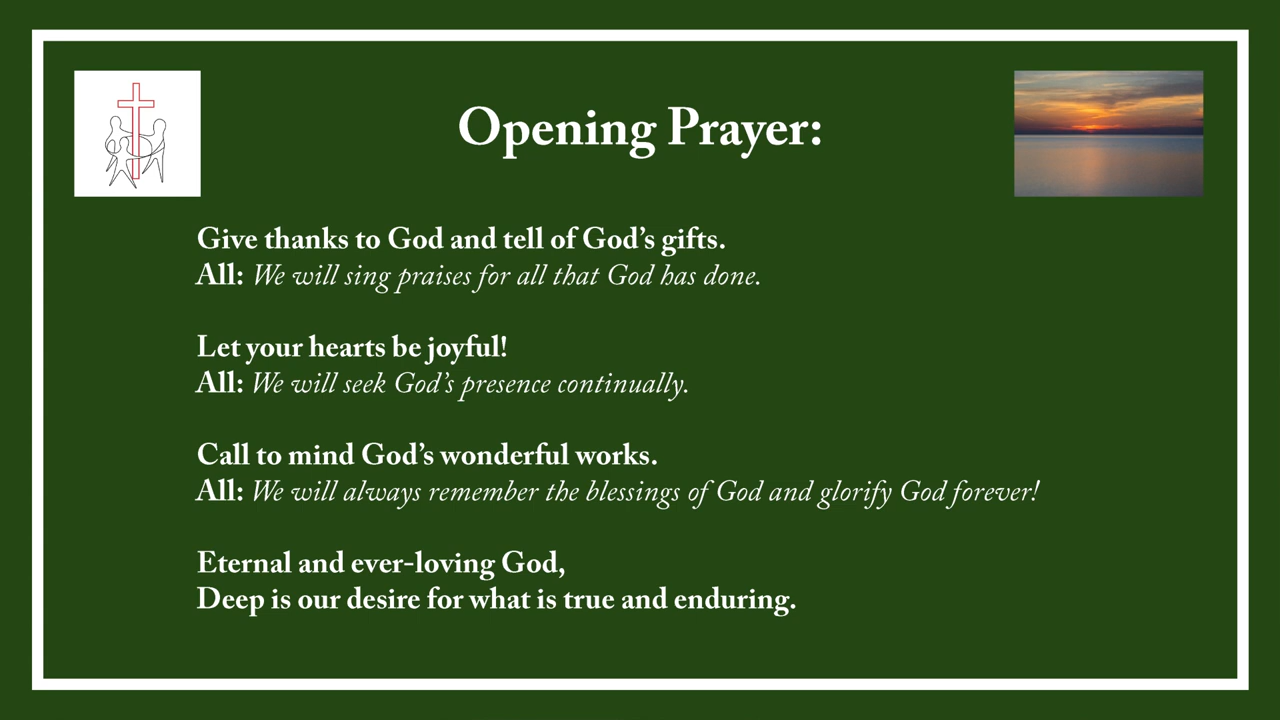 Opening Prayer:
Give thanks to God and tell of God’s gifts.
All: We will sing praises for all that God has done.
Let your hearts be joyful!
All: We will seek God’s presence continually.
Call to mind God’s wonderful works.
All: We will always remember the blessings of God and glorify God forever!
Eternal and ever-loving God,
Deep is our desire for what is true and enduring.